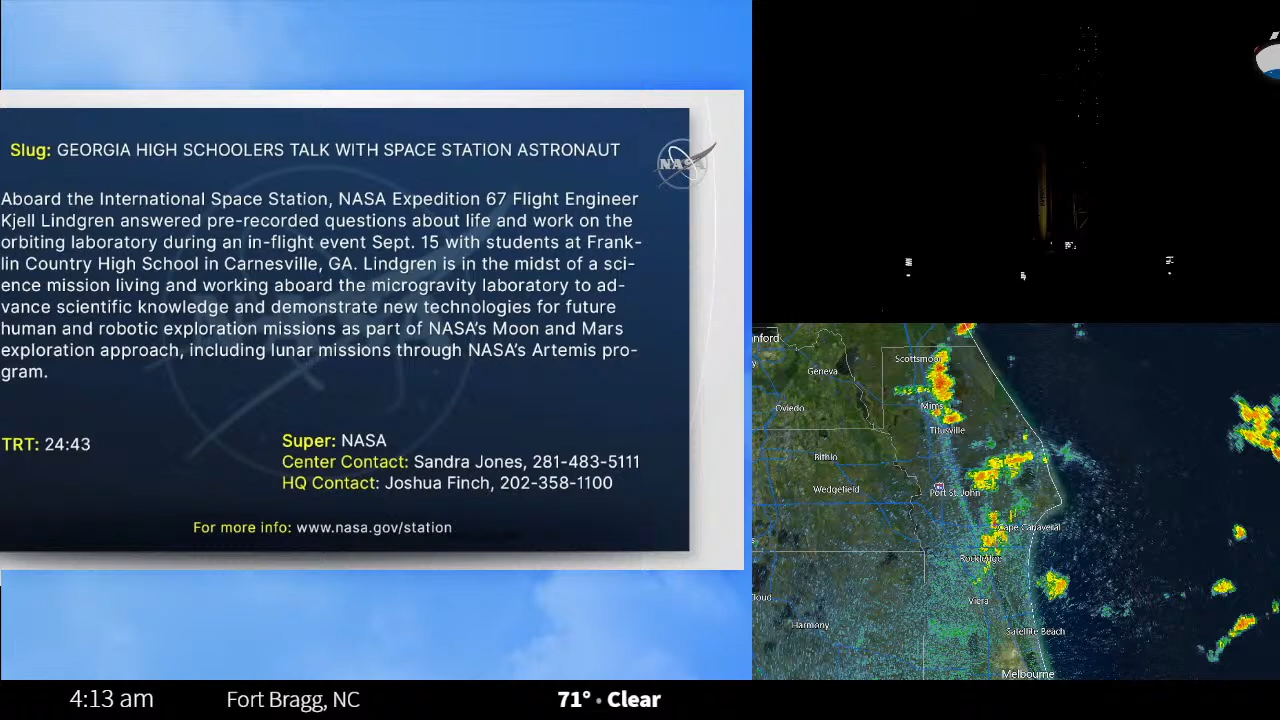 Slug: GEORGIA HIGH SCHOOLERS TALK WITH SPACE STATION ASTRONAUT
NASA
Aboard the International Space Station, NASA Expedition 67 Flight Engineer
Kjell Lindgren answered pre-recorded questions about life and work on the
orbiting laboratory during an in-flight event Sept. 15 with students at Frank-
lin Country High School in Carnesville, GA. Lindgren is in the midst of a sci-
ence mission living and working aboard the microgravity laboratory to ad-
vance scientific knowledge and demonstrate new technologies for future
human and robotic exploration missions as part of NASA's Moon and Mars
exploration approach, including lunar missions through NASA's Artemis pro-
gram.
TRT: 24:43
Super: NASA
Center Contact: Sandra Jones, 281-483-5111
HQ Contact: Joshua Finch, 202-358-1100
For more info: www.nasa.gov/station
anford
Scottsmoor
Geneva
Oviedo
Mims
Titusville
Bithlo
Wedgefield
Port St. John
Cape Canaveral
Rockledge
loud
Viera
Harmony
Satellite Beach
Melbourne
4:13 am
Fort Bragg, NC
71° • Clear